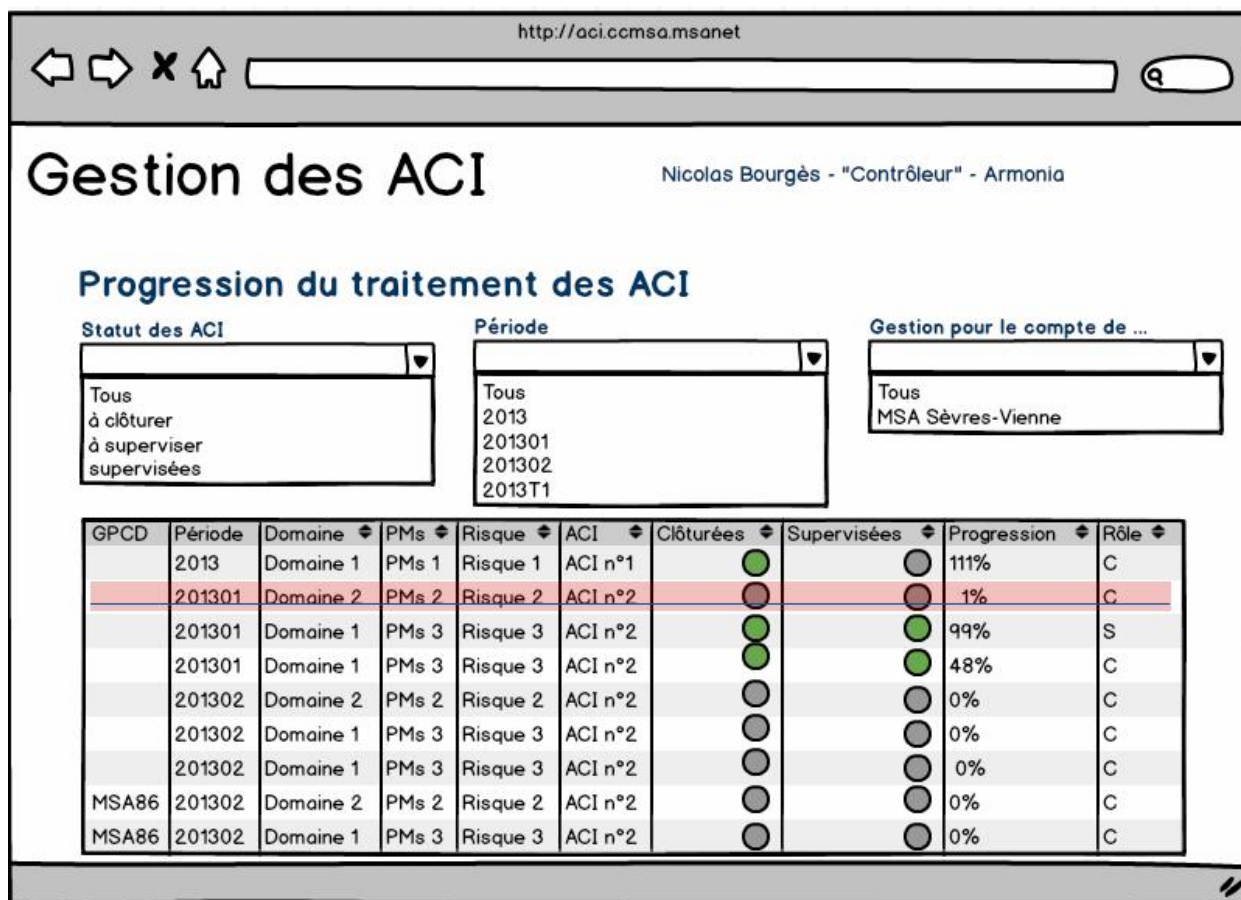 http://aci.ccmsa.msanet
Gestion des ACI
Nicolas Bourgès - "Contrôleur" - Armonia
Progression du traitement des ACI
Statut des ACI
Tous
à clôturer
à superviser
supervisées
Période
Tous
2013
201301
201302
2013T1
Gestion pour le compte de ...
Tous
MSA Sèvres-Vienne
GPCD Période Domaine PMs Risque ACI Clôturées Supervisées Progression Rôle
2013 Domaine 1 PMs 1 Risque 1 ACI n°1 111% C
201301 Domaine 2 PMs 2 Risque 2 ACI n°2 1% C
201301 Domaine 1 PMs 3 Risque 3 ACI n°2 99% S
201301 Domaine 1 PMs 3 Risque 3 ACI n°2 48% C
201302 Domaine 2 PMs 2 Risque 2 ACI n°2 0% C
201302 Domaine 1 PMs 3 Risque 3 ACI n°2 0% C
201302 Domaine 1 PMs 3 Risque 3 ACI n°2 0% C
MSA86 201302 Domaine 2 PMs 2 Risque 2 ACI n°2 0% C
MSA86 201302 Domaine 1 PMs 3 Risque 3 ACI n°2 0% C